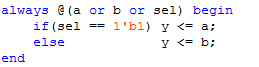 always @(a or b or sel) begin
    if(sel == 1'b1) y <= a;
    else            y <= b;
end